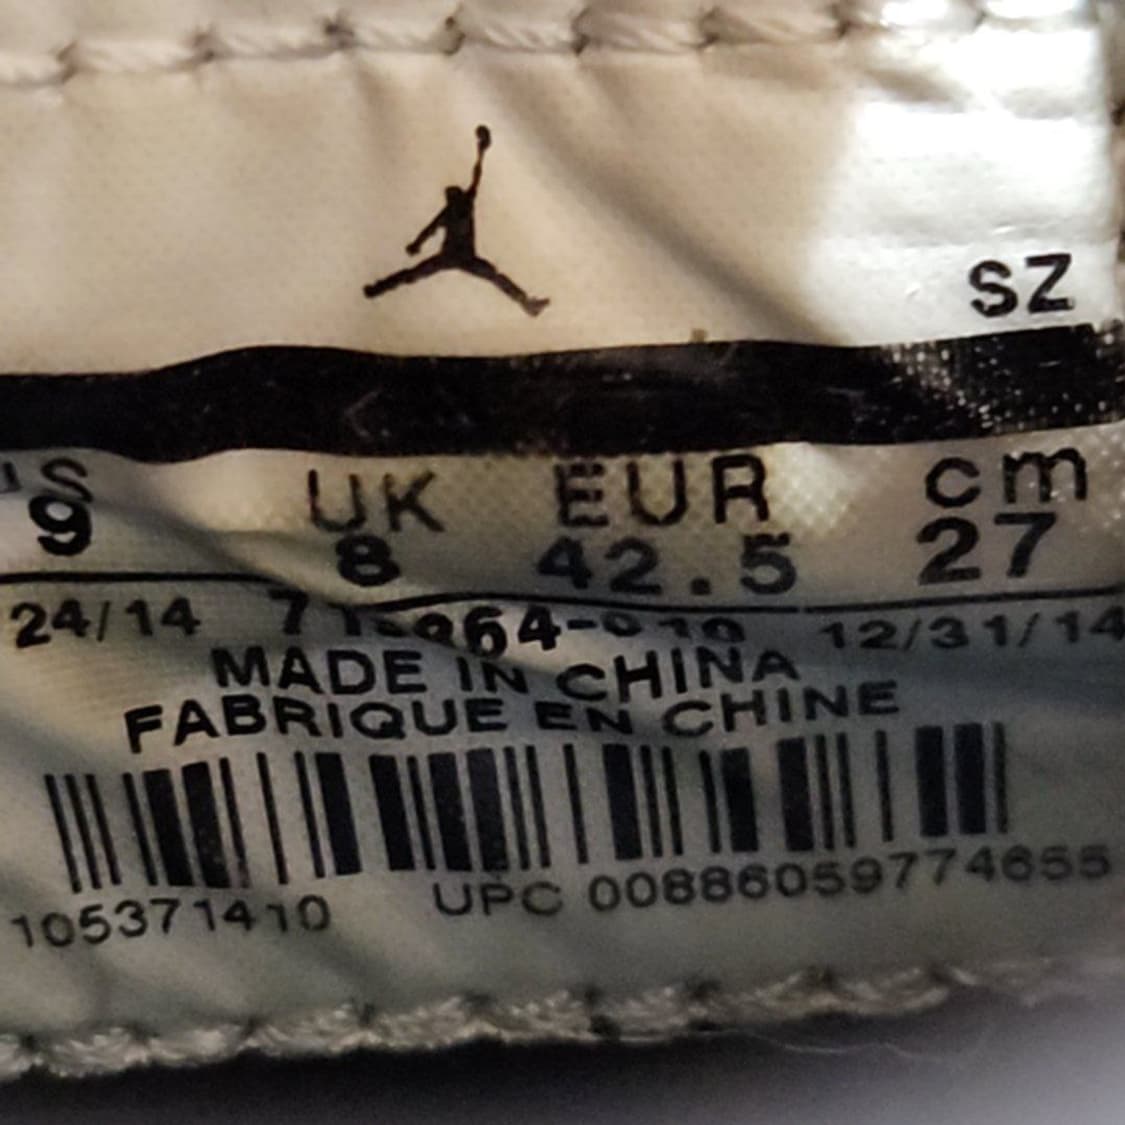 SZ
US UK EUR cm
9 8 42.5 27
24/14 12/31/14
MADE IN CHINA
FABRIQUE EN CHINE
105371410 UPC 00886059774655